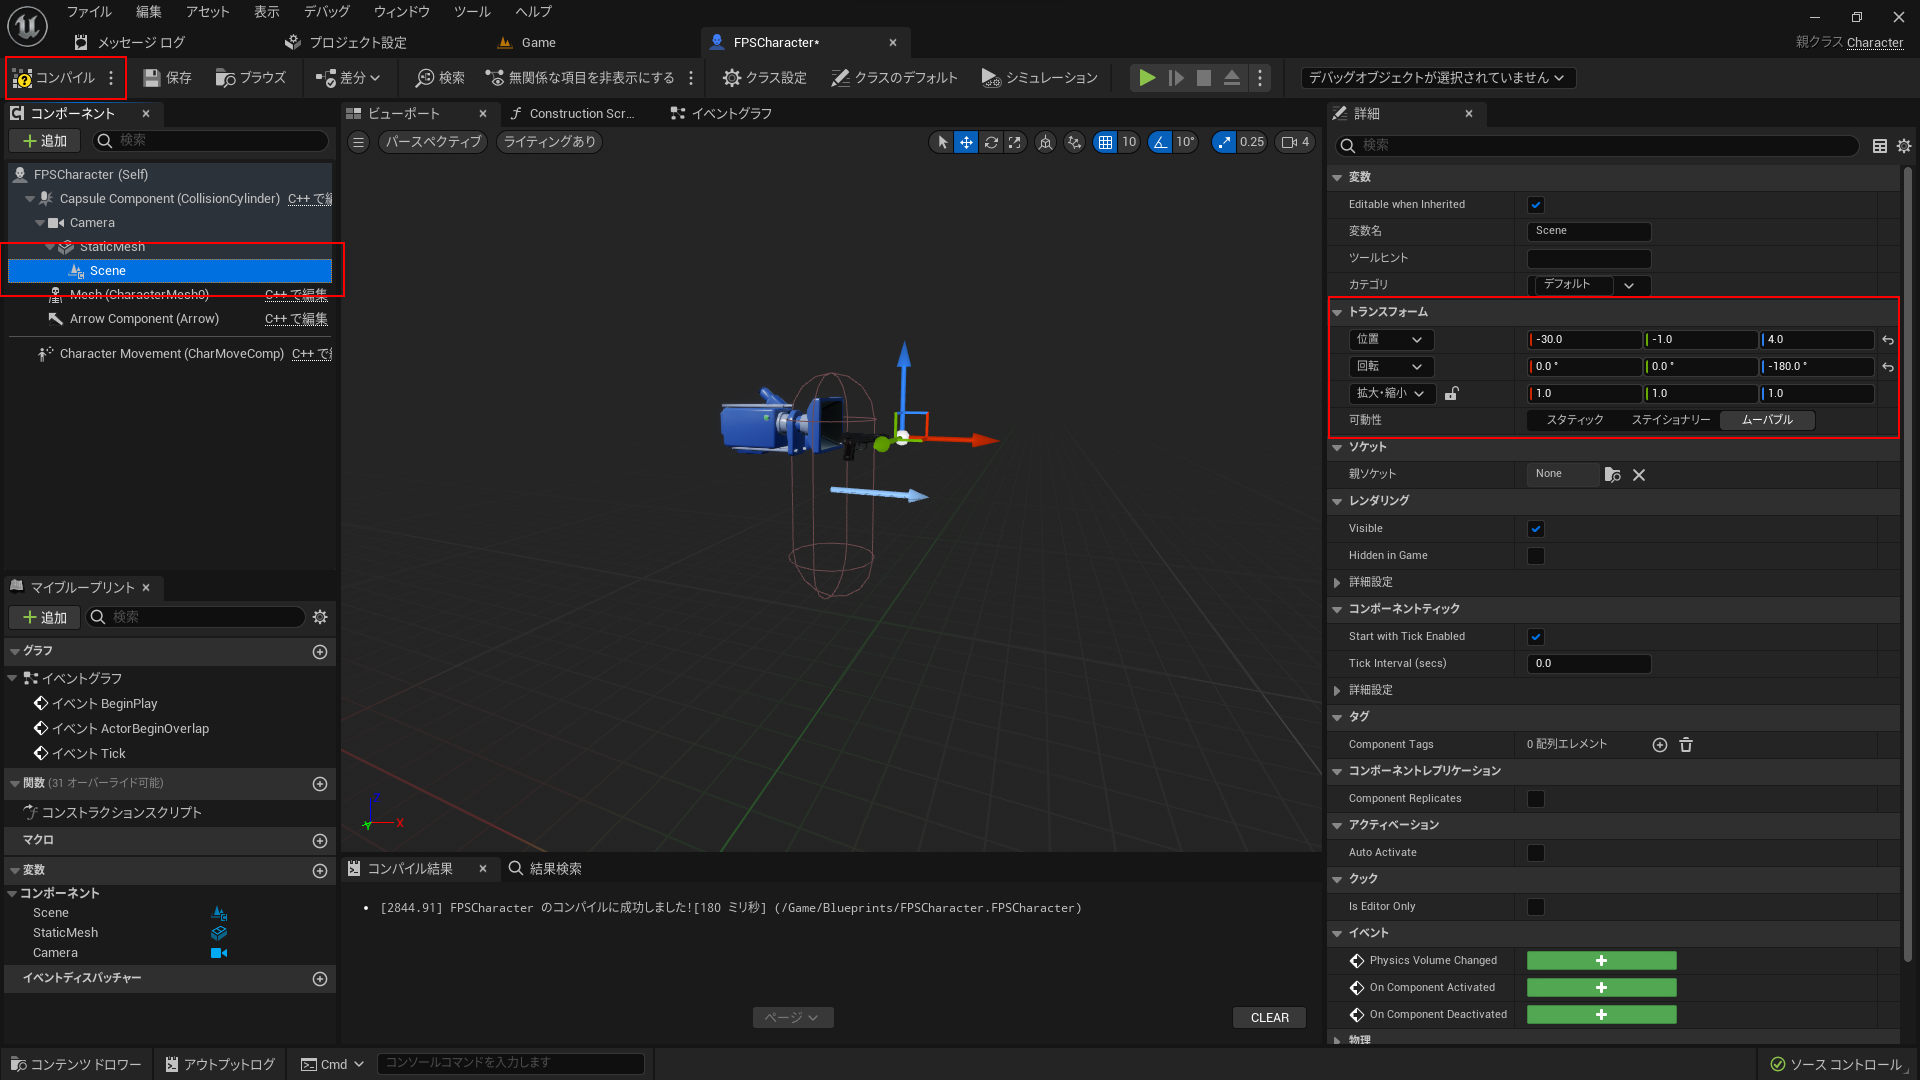 ファイル 編集 アセット 表示 デバッグ ウィンドウ ツール ヘルプ
メッセージ ログ プロジェクト設定 Game FPSCharacter*
親クラス Character
コンパイル 保存 ブラウズ 差分 検索 無関係な項目を非表示にする クラス設定 クラスのデフォルト シミュレーション デバッグオブジェクトが選択されていません
コンポーネント
追加 検索
FPSCharacter (Self)
Capsule Component (CollisionCylinder) C++ で編
Camera
StaticMesh
Scene
Mesh (CharacterMesh0) C++ で編集
Arrow Component (Arrow) C++ で編集
Character Movement (CharMoveComp) C++ で
マイブループリント
追加 検索
グラフ
イベントグラフ
イベント BeginPlay
イベント ActorBeginOverlap
イベント Tick
関数 (31 オーバーライド可能)
コンストラクションスクリプト
マクロ
変数
コンポーネント
Scene
StaticMesh
Camera
イベントディスパッチャー
ビューポート Construction Scr... イベントグラフ
パースペクティブ ライティングあり 10 10° 0.25 4
Z
X
Y
コンパイル結果 結果検索
• [2844.91] FPSCharacter のコンパイルに成功しました![180 ミリ秒] (/Game/Blueprints/FPSCharacter.FPSCharacter)
ページ CLEAR
詳細
検索
変数
Editable when Inherited
変数名 Scene
ツールヒント
カテゴリ デフォルト
トランスフォーム
位置 -30.0 -1.0 4.0
回転 0.0 ° 0.0 ° -180.0 °
拡大・縮小 1.0 1.0 1.0
可動性 スタティック ステイショナリー ムーバブル
ソケット
親ソケット None
レンダリング
Visible
Hidden in Game
詳細設定
コンポーネントティック
Start with Tick Enabled
Tick Interval (secs) 0.0
詳細設定
タグ
Component Tags 0 配列エレメント
コンポーネントレプリケーション
Component Replicates
アクティベーション
Auto Activate
クック
Is Editor Only
イベント
Physics Volume Changed
On Component Activated
On Component Deactivated
物理
コンテンツ ドロワー アウトプットログ Cmd コンソールコマンドを入力します ソース コントロール